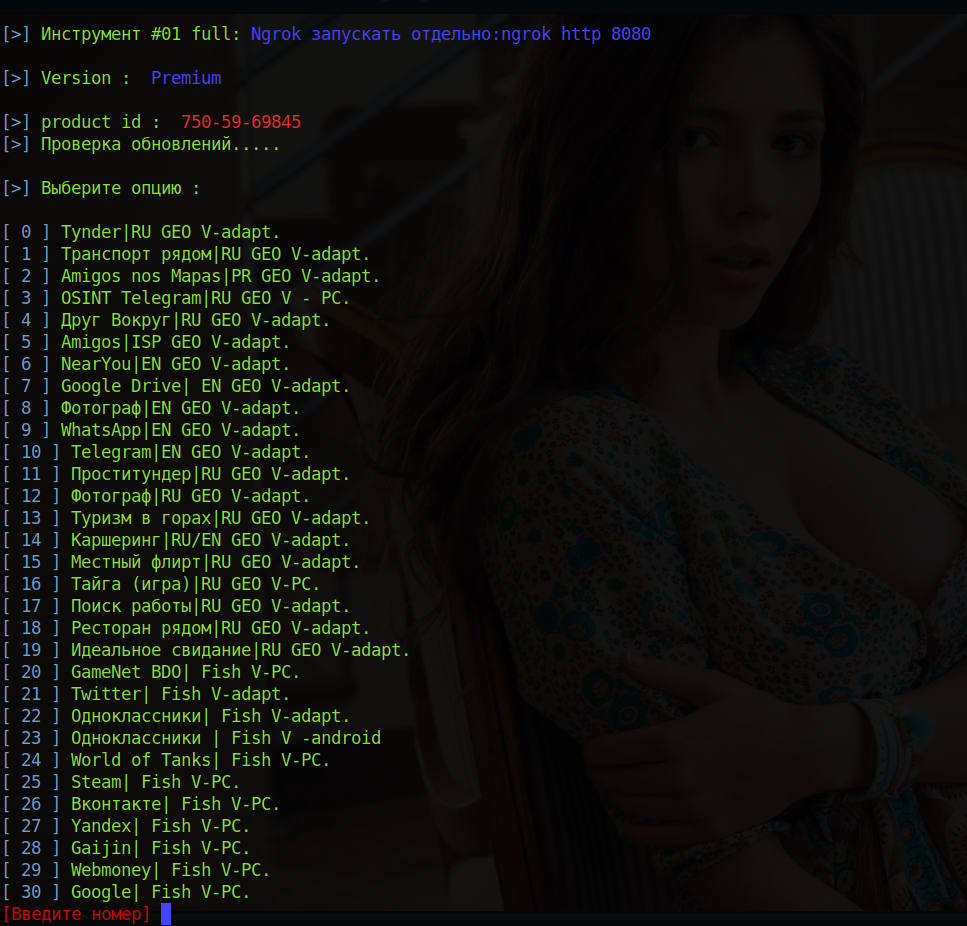 [>] Инструмент #01 full: Ngrok запускать отдельно:ngrok http 8080
[>] Version :  Premium
[>] product id :  750-59-69845
[>] Проверка обновлений.....
[>] Выберите опцию :
[ 0 ] Tynder|RU GEO V-adapt.
[ 1 ] Транспорт рядом|RU GEO V-adapt.
[ 2 ] Amigos nos Mapas|PR GEO V-adapt.
[ 3 ] OSINT Telegram|RU GEO V - PC.
[ 4 ] Друг Вокруг|RU GEO V-adapt.
[ 5 ] Amigos|ISP GEO V-adapt.
[ 6 ] NearYou|EN GEO V-adapt.
[ 7 ] Google Drive| EN GEO V-adapt.
[ 8 ] Фотограф|EN GEO V-adapt.
[ 9 ] WhatsApp|EN GEO V-adapt.
[ 10 ] Telegram|EN GEO V-adapt.
[ 11 ] Проститундер|RU GEO V-adapt.
[ 12 ] Фотограф|RU GEO V-adapt.
[ 13 ] Туризм в горах|RU GEO V-adapt.
[ 14 ] Каршеринг|RU/EN GEO V-adapt.
[ 15 ] Местный флирт|RU GEO V-adapt.
[ 16 ] Тайга (игра)|RU GEO V-PC.
[ 17 ] Поиск работы|RU GEO V-adapt.
[ 18 ] Ресторан рядом|RU GEO V-adapt.
[ 19 ] Идеальное свидание|RU GEO V-adapt.
[ 20 ] GameNet BDO| Fish V-PC.
[ 21 ] Twitter| Fish V-adapt.
[ 22 ] Одноклассники| Fish V-adapt.
[ 23 ] Одноклассники | Fish V -android
[ 24 ] World of Tanks| Fish V-PC.
[ 25 ] Steam| Fish V-PC.
[ 26 ] Вконтакте| Fish V-PC.
[ 27 ] Yandex| Fish V-PC.
[ 28 ] Gaijin| Fish V-PC.
[ 29 ] Webmoney| Fish V-PC.
[ 30 ] Google| Fish V-PC.
[Введите номер]